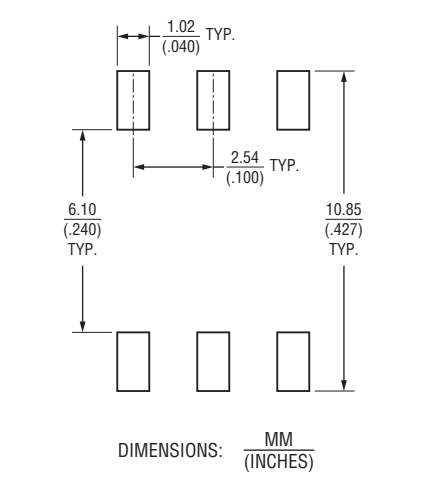 1.02
(.040)
TYP.
2.54
(.100)
TYP.
6.10
(.240)
TYP.
10.85
(.427)
TYP.
DIMENSIONS:
MM
(INCHES)